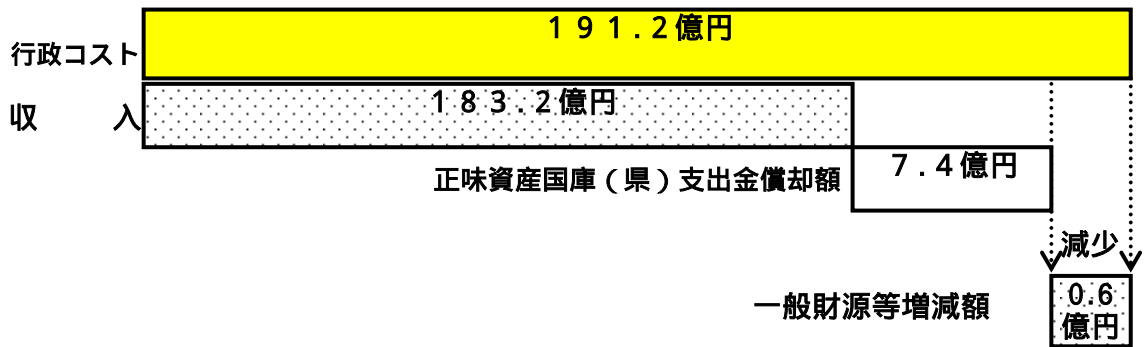 １９１.２億円
行政コスト
１８３.２億円
収　　入
７.４億円
正味資産国庫（県）支出金償却額
減少
一般財源等増減額
0.6
億円